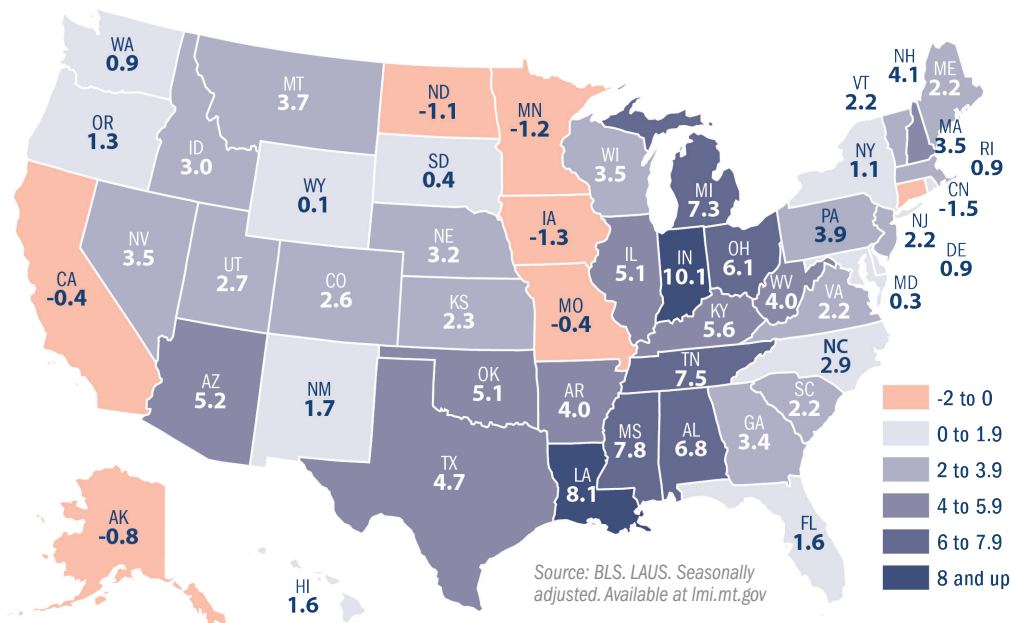 WA
0.9
OR
1.3
CA
-0.4
ID
3.0
NV
3.5
MT
3.7
WY
0.1
UT
2.7
CO
2.6
AZ
5.2
NM
1.7
ND
-1.1
SD
0.4
NE
3.2
KS
2.3
OK
5.1
TX
4.7
MN
-1.2
IA
-1.3
MO
-0.4
AR
4.0
LA
8.1
WI
3.5
IL
5.1
MI
7.3
IN
10.1
OH
6.1
KY
5.6
TN
7.5
MS
7.8
AL
6.8
GA
3.4
FL
1.6
SC
2.2
NC
2.9
VA
2.2
WV
4.0
PA
3.9
NY
1.1
VT
2.2
NH
4.1
ME
2.2
MA
3.5
RI
0.9
CN
-1.5
NJ
2.2
DE
0.9
MD
0.3
AK
-0.8
HI
1.6
-2 to 0
0 to 1.9
2 to 3.9
4 to 5.9
6 to 7.9
8 and up
Source: BLS. LAUS. Seasonally
adjusted. Available at lmi.mt.gov